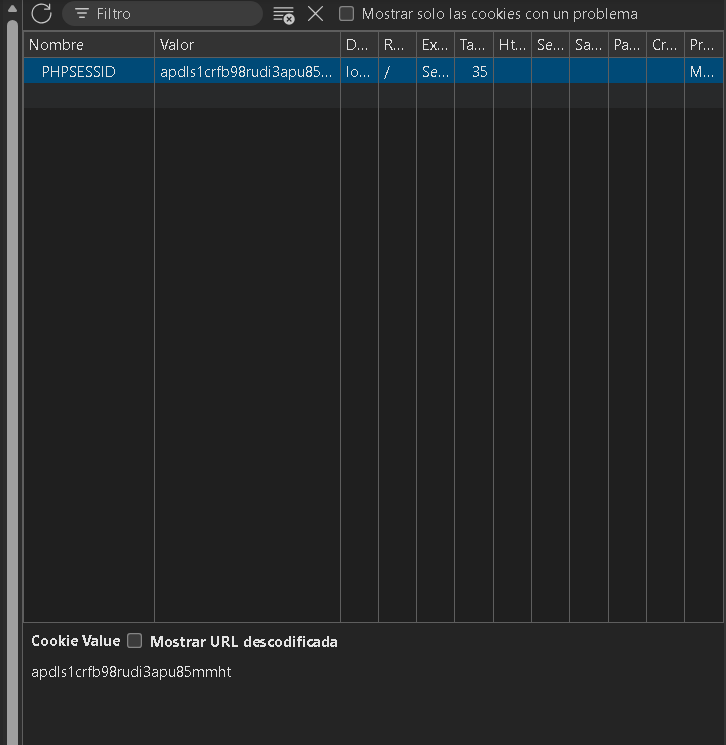 Filtro Mostrar solo las cookies con un problema
Nombre Valor D... R... Ex... Ta... Ht... Se... Sa... Pa... Cr... Pr...
PHPSESSID apdls1crfb98rudi3apu85... lo... / Se... 35 M...
Cookie Value Mostrar URL descodificada
apdls1crfb98rudi3apu85mmht